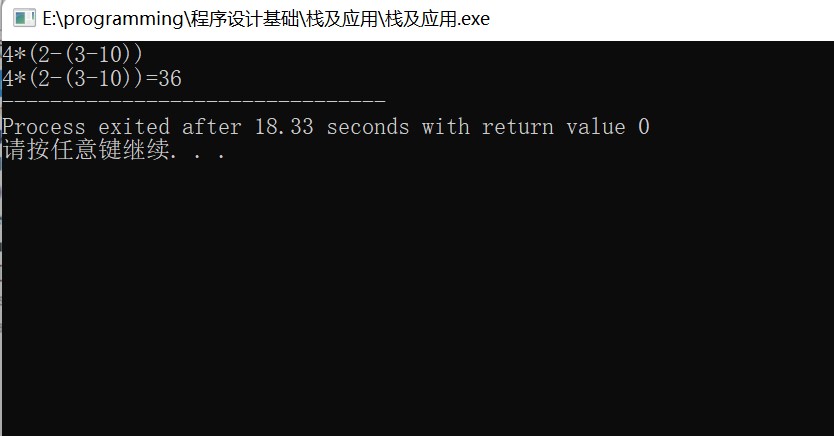 E:\programming\程序设计基础\栈及应用\栈及应用.exe
4*(2-(3-10))
4*(2-(3-10))=36
--------------------------------
Process exited after 18.33 seconds with return value 0
请按任意键继续. . .